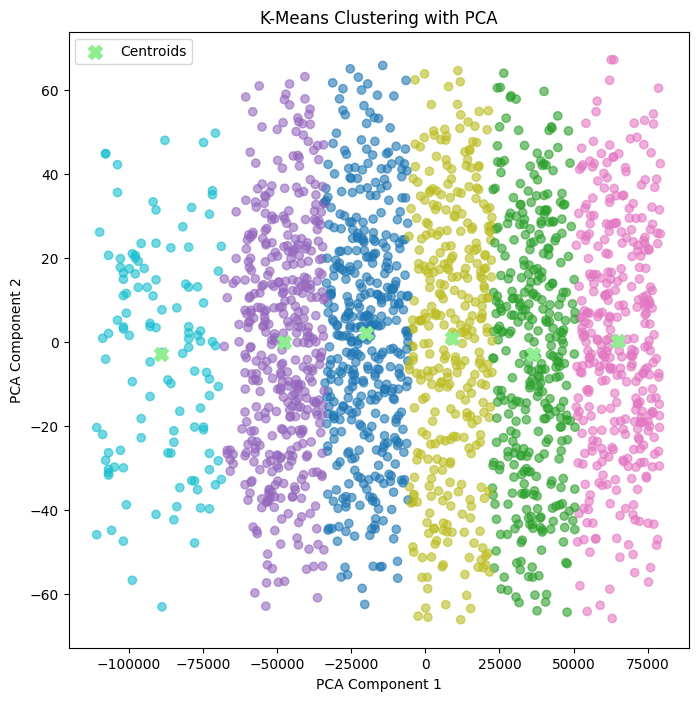 K-Means Clustering with PCA
Centroids
60
40
20
0
−20
−40
−60
PCA Component 2
−100000 −75000 −50000 −25000 0 25000 50000 75000
PCA Component 1